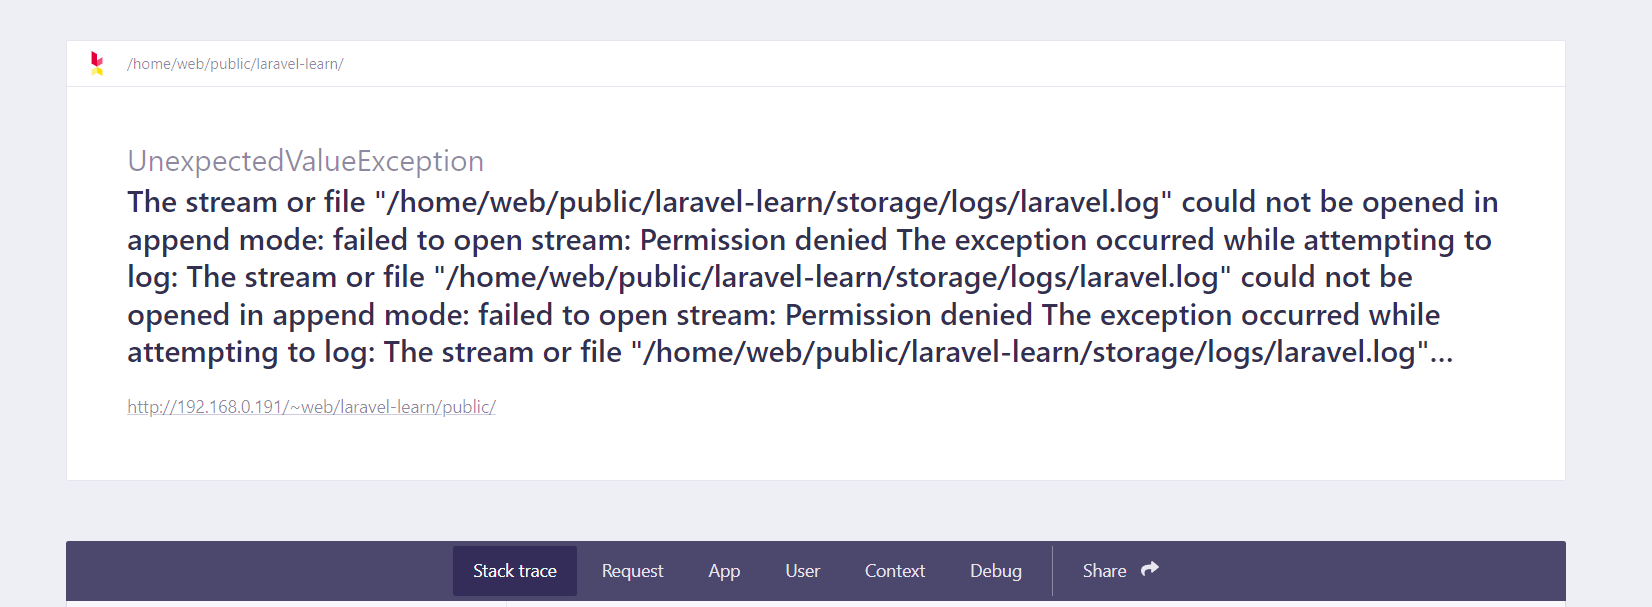 /home/web/public/laravel-learn/
UnexpectedValueException
The stream or file "/home/web/public/laravel-learn/storage/logs/laravel.log" could not be opened in
append mode: failed to open stream: Permission denied The exception occurred while attempting to
log: The stream or file "/home/web/public/laravel-learn/storage/logs/laravel.log" could not be
opened in append mode: failed to open stream: Permission denied The exception occurred while
attempting to log: The stream or file "/home/web/public/laravel-learn/storage/logs/laravel.log"...
http://192.168.0.191/~web/laravel-learn/public/
Stack trace Request App User Context Debug Share